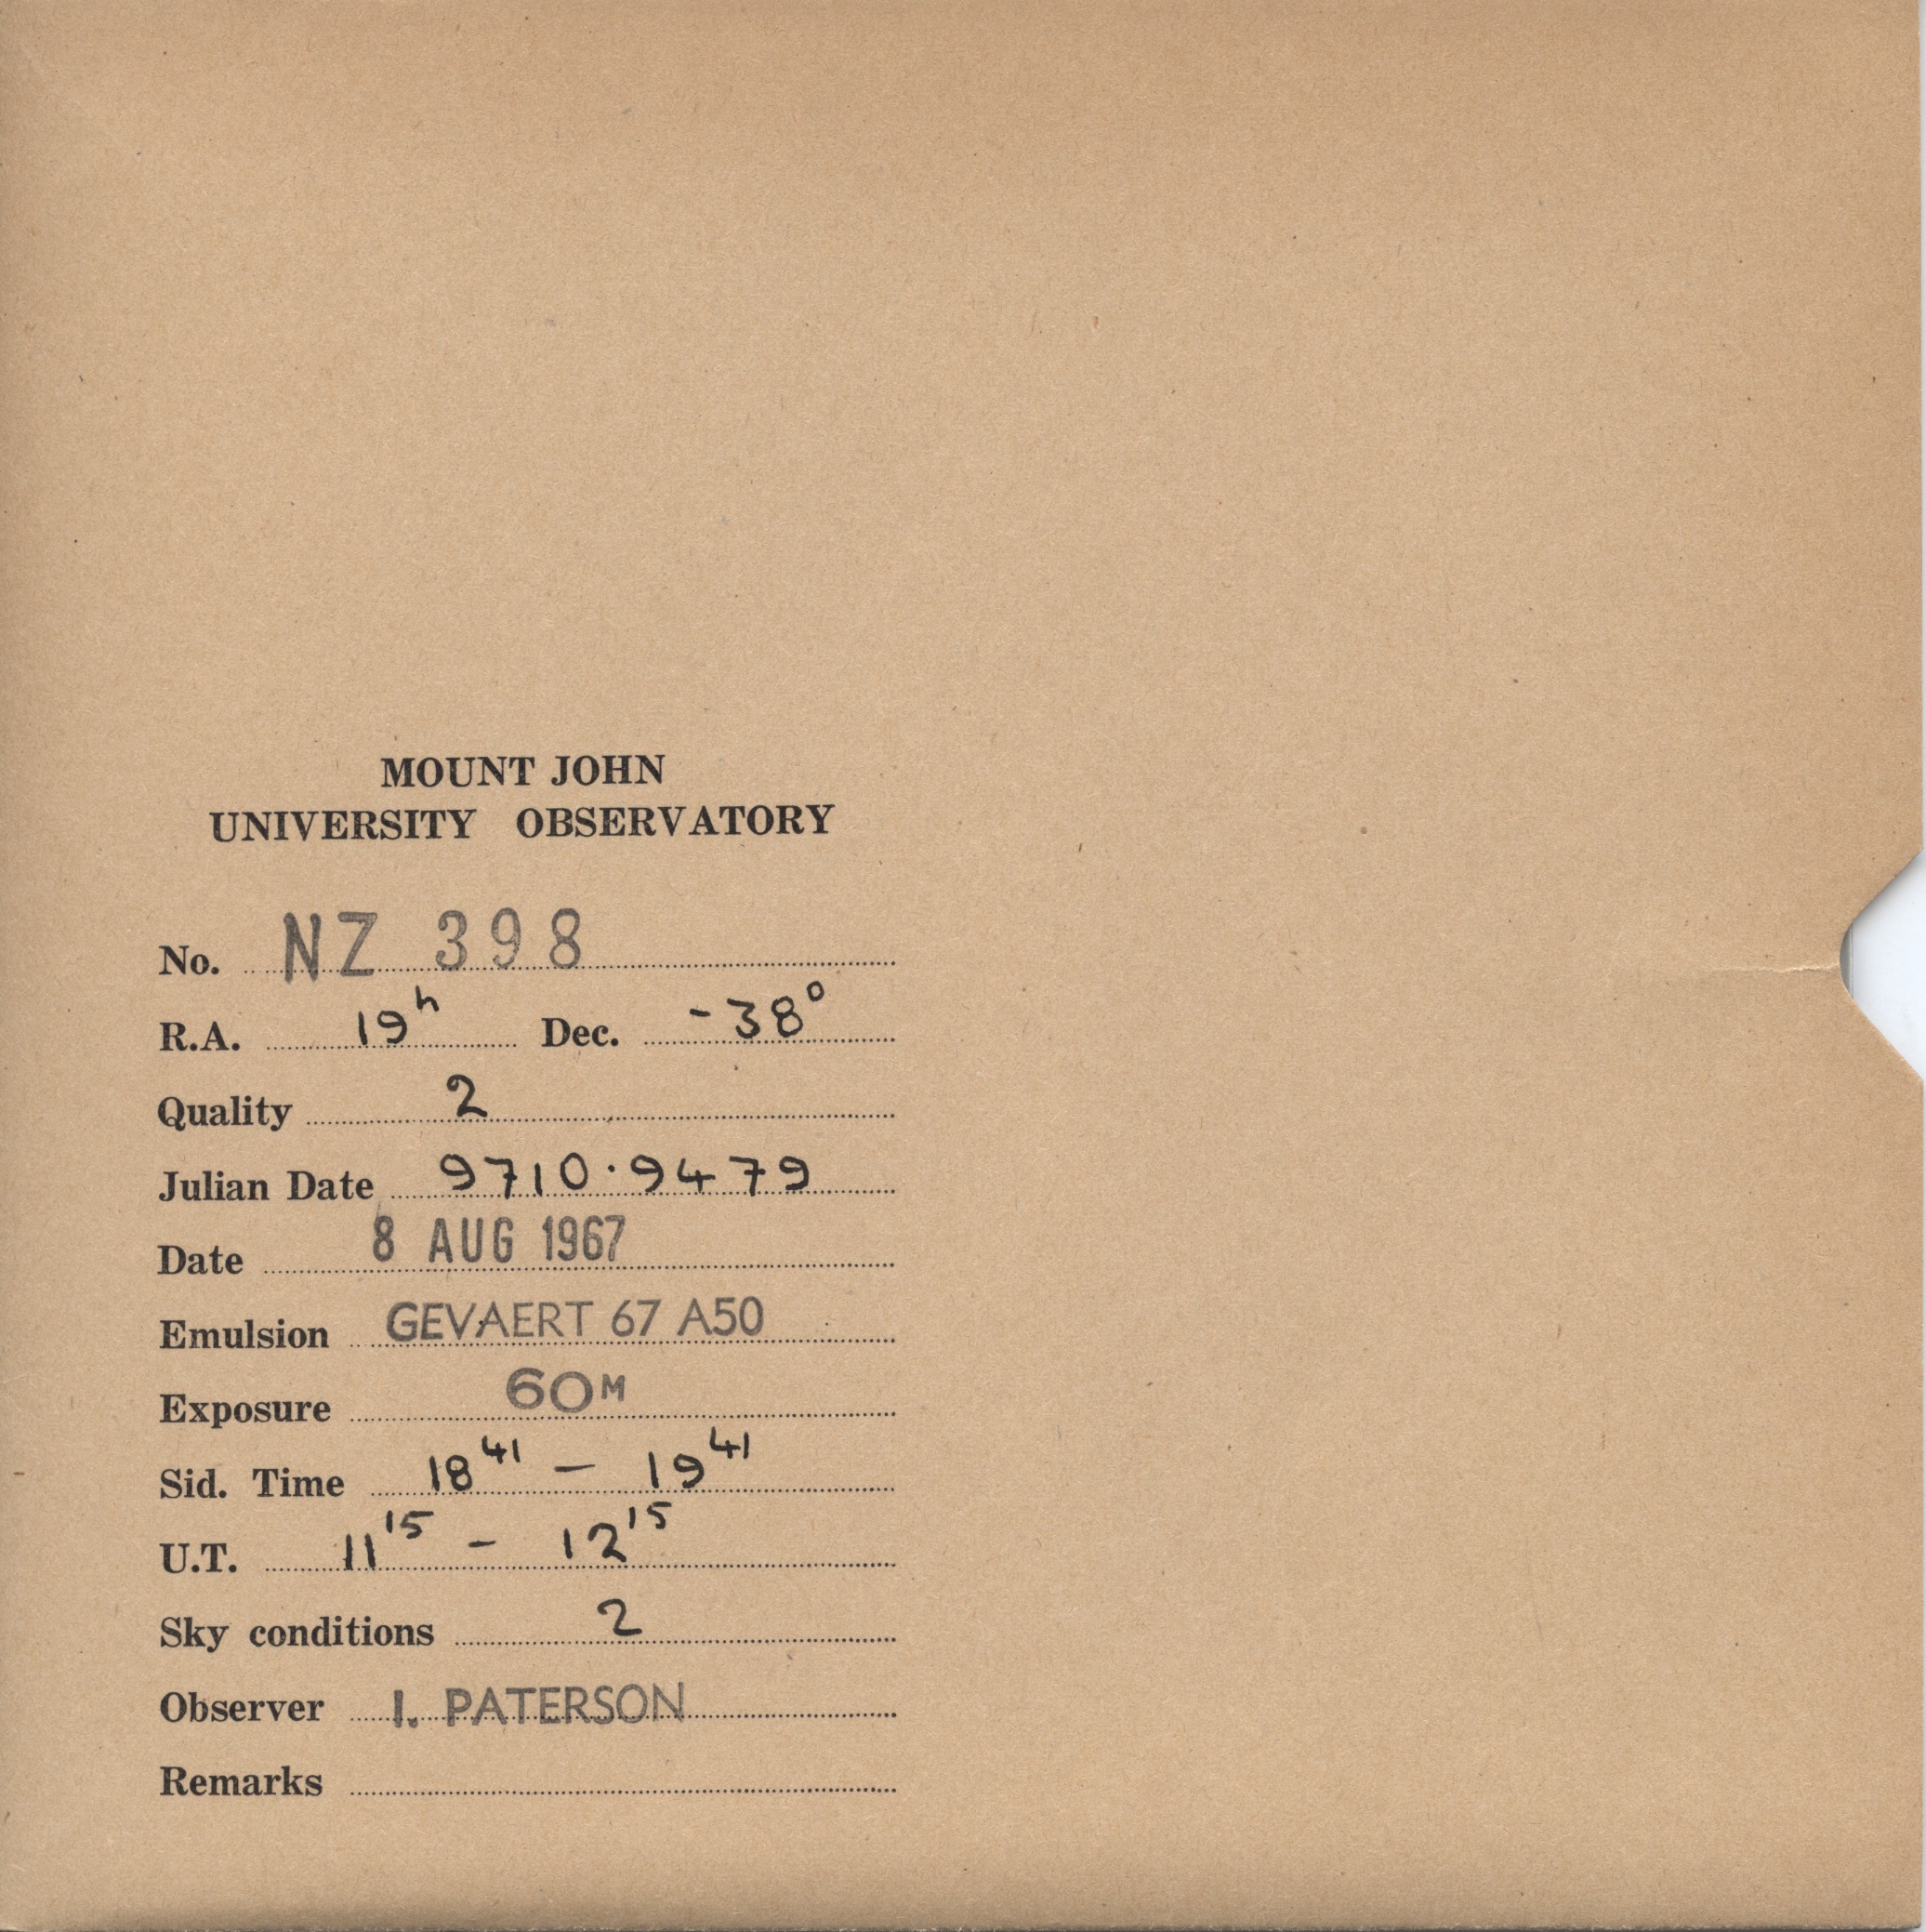 MOUNT JOHN
UNIVERSITY OBSERVATORY
No. NZ 398
R.A. 19h Dec. -38°
Quality 2
Julian Date 9710.9479
Date 8 AUG 1967
Emulsion GEVAERT 67 A50
Exposure 60M
Sid. Time 18 41 – 19 41
U.T. 11 15 – 12 15
Sky conditions 2
Observer I. PATERSON
Remarks